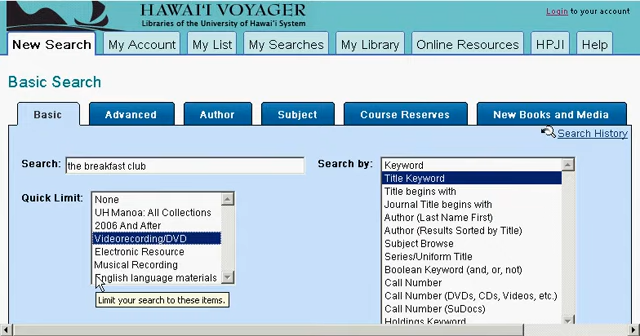 HAWAI'I VOYAGER
Libraries of the University of Hawai'i System
Login to your account
New Search
My Account
My List
My Searches
My Library
Online Resources
HPJI
Help
Basic Search
Basic
Advanced
Author
Subject
Course Reserves
New Books and Media
Search History
Search: the breakfast club
Search by:
Keyword
Title Keyword
Title begins with
Journal Title begins with
Author (Last Name First)
Author (Results Sorted by Title)
Subject Browse
Series/Uniform Title
Boolean Keyword (and, or, not)
Call Number
Call Number (DVDs, CDs, Videos, etc.)
Call Number (SuDocs)
Holdings Keyword
Quick Limit:
None
UH Manoa: All Collections
2006 And After
Videorecording/DVD
Electronic Resource
Musical Recording
English language materials
Limit your search to these items.